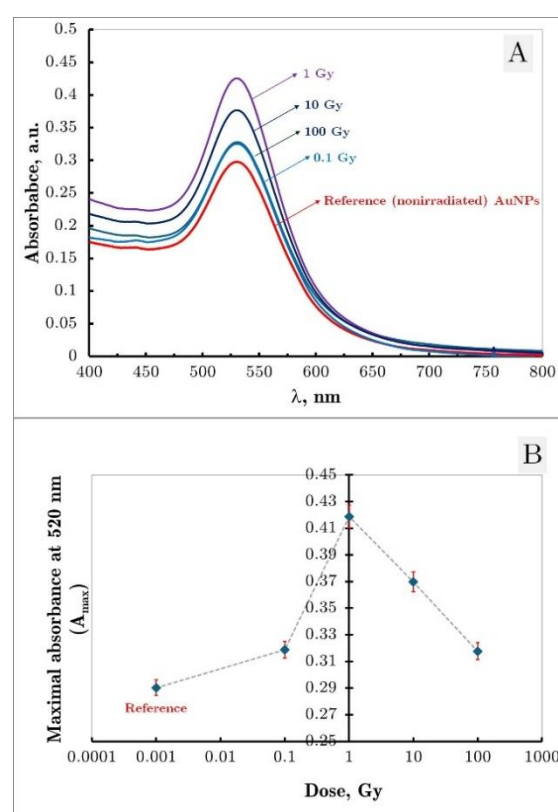 A
0.5
0.45
0.4
0.35
0.3
0.25
0.2
0.15
0.1
0.05
0
Absorbabce, a.u.
1 Gy
10 Gy
100 Gy
0.1 Gy
Reference (nonirradiated) AuNPs
400 450 500 550 600 650 700 750 800
λ, nm
B
Maximal absorbance at 520 nm
(Amax)
0.45
0.43
0.41
0.39
0.37
0.35
0.33
0.31
0.29
0.27
0.25
Reference
0.0001 0.001 0.01 0.1 1 10 100 1000
Dose, Gy